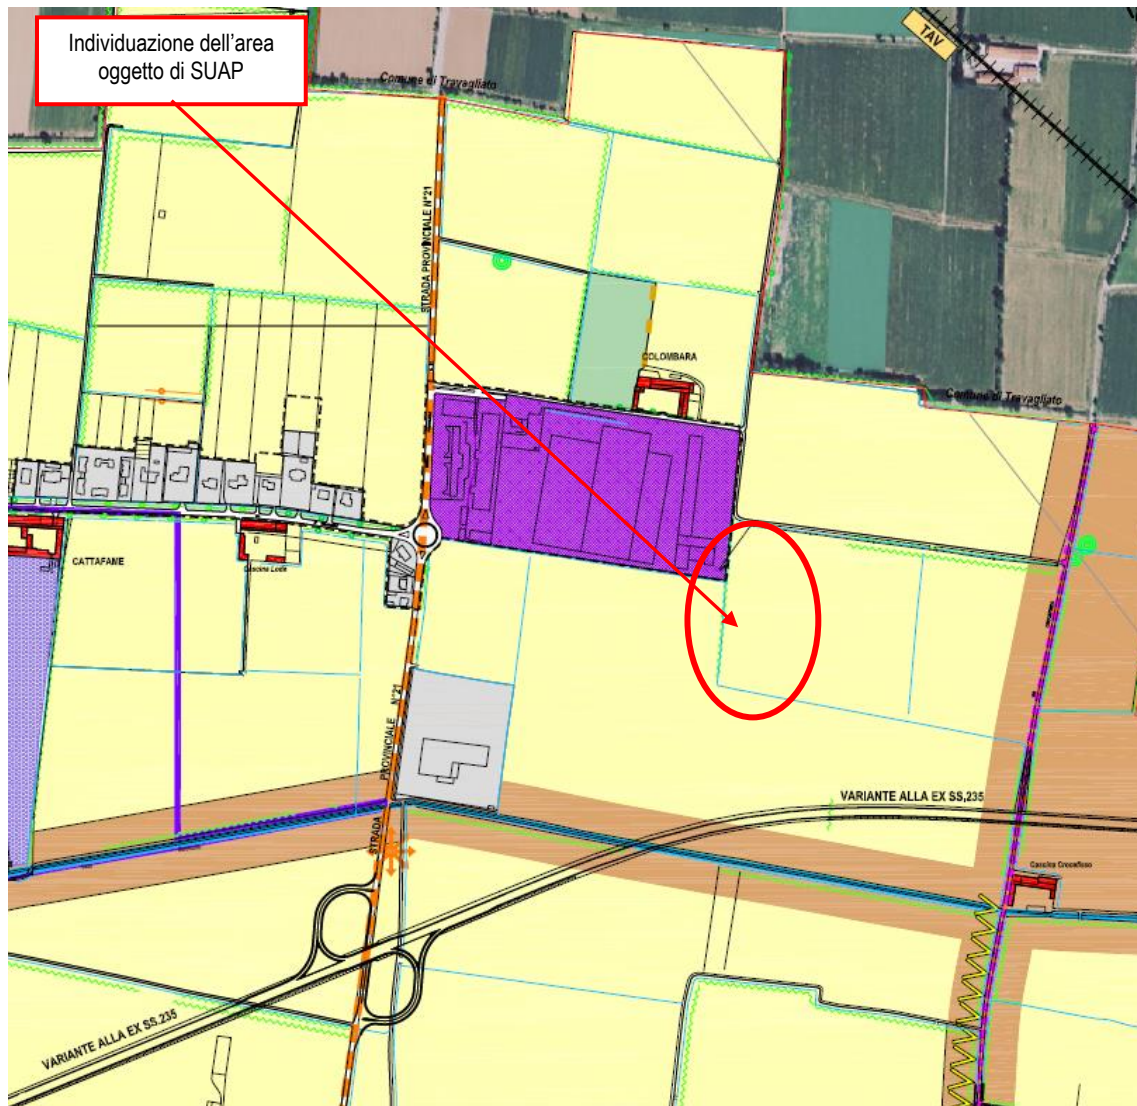 Individuazione dell'area
oggetto di SUAP
TAV
Comune di Travagliato
STRADA PROVINCIALE N°21
COLOMBARA
Comune di Travagliato
CATTAFAME
Cascina Lode
STRADA PROVINCIALE N°21
VARIANTE ALLA EX SS,235
Cascina Crocefisso
VARIANTE ALLA EX SS.235